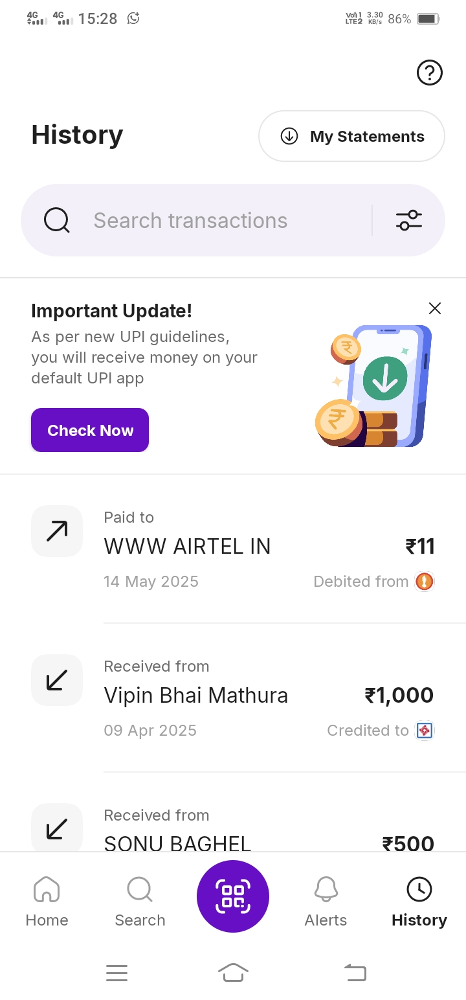 4G 4G 15:28 Vo)) 1 LTE2 3.30 KB/s 86%
History
My Statements
Search transactions
Important Update!
As per new UPI guidelines,
you will receive money on your
default UPI app
Check Now
Paid to
WWW AIRTEL IN ₹11
14 May 2025 Debited from
Received from
Vipin Bhai Mathura ₹1,000
09 Apr 2025 Credited to
Received from
SONU BAGHEL ₹500
Home Search Alerts History